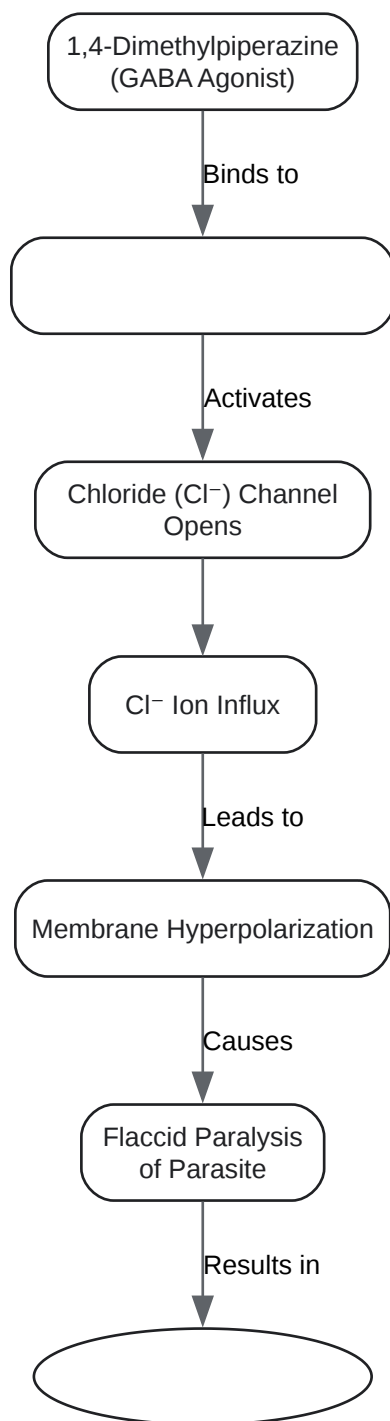 1,4-Dimethylpiperazine
(GABA Agonist)
Binds to
Activates
Chloride (Cl⁻) Channel
Opens
Cl⁻ Ion Influx
Leads to
Membrane Hyperpolarization
Causes
Flaccid Paralysis
of Parasite
Results in